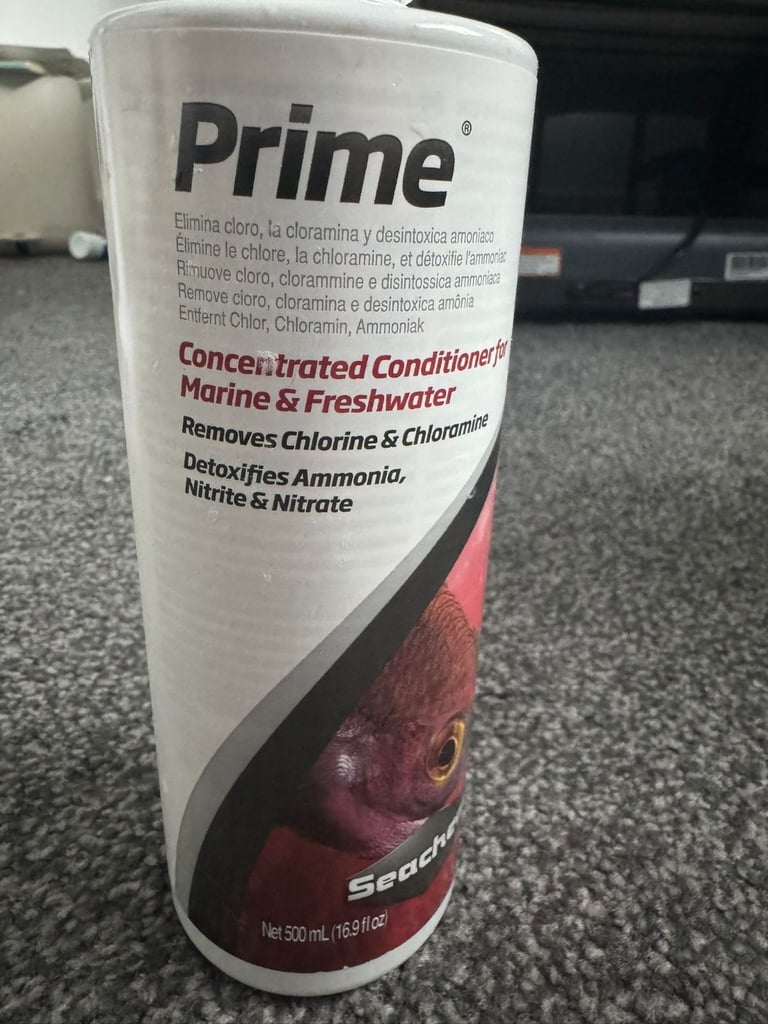 Prime®
Elimina cloro, la cloramina y desintoxica amoniaco
Élimine le chlore, la chloramine, et détoxifie l'ammoniac
Rimuove cloro, clorammine e disintossica ammoniaca
Remove cloro, cloramina e desintoxica amônia
Entfernt Chlor, Chloramin, Ammoniak
Concentrated Conditioner for
Marine & Freshwater
Removes Chlorine & Chloramine
Detoxifies Ammonia,
Nitrite & Nitrate
Seache
Net 500 mL (16.9 fl oz)